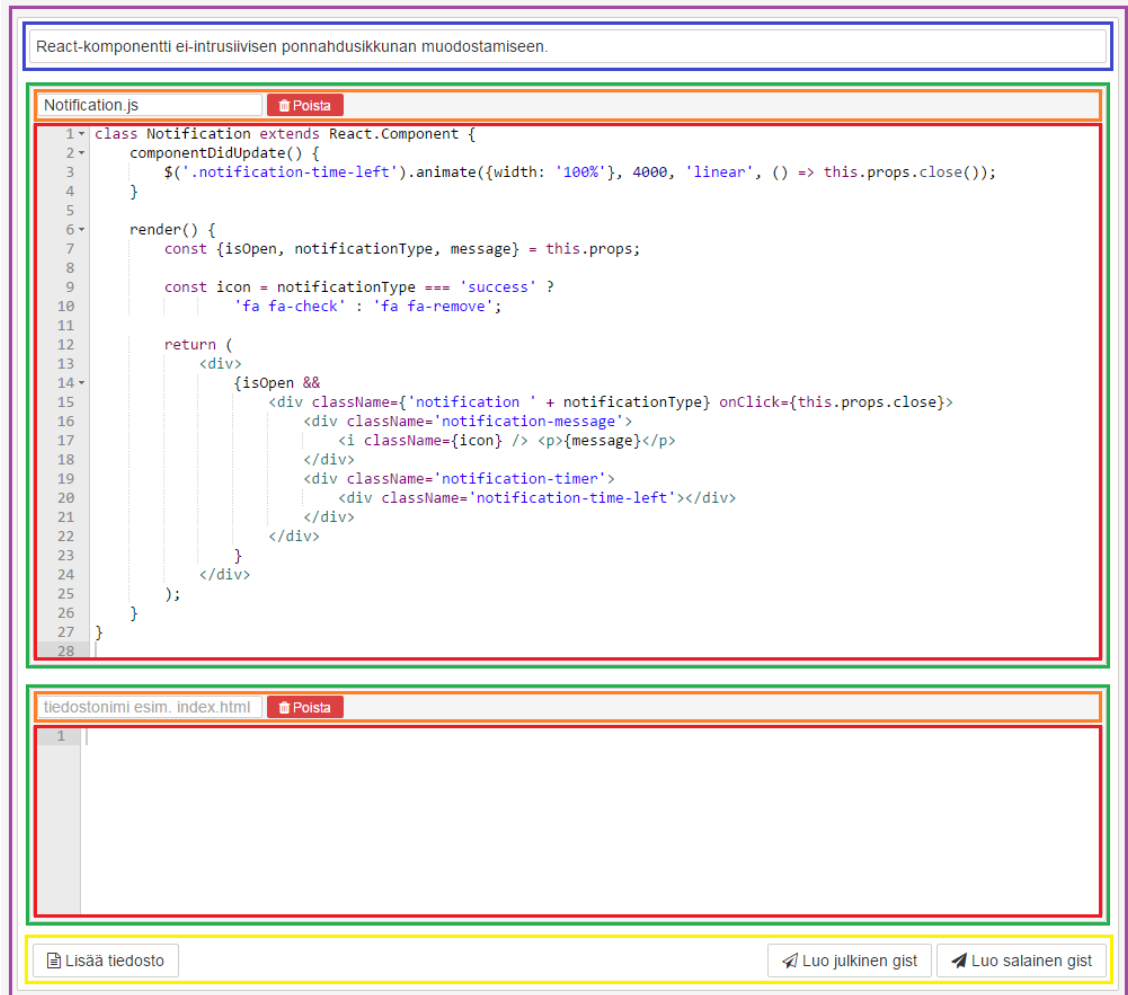 React-komponentti ei-intrusiivisen ponnahdusikkunan muodostamiseen.
Notification.js Poista
1 class Notification extends React.Component {
2     componentDidUpdate() {
3         $('.notification-time-left').animate({width: '100%'}, 4000, 'linear', () => this.props.close());
4     }
5
6     render() {
7         const {isOpen, notificationType, message} = this.props;
8
9         const icon = notificationType === 'success' ?
10                 'fa fa-check' : 'fa fa-remove';
11
12         return (
13             <div>
14                 {isOpen &&
15                     <div className={'notification ' + notificationType} onClick={this.props.close}>
16                         <div className='notification-message'>
17                             <i className={icon} /> <p>{message}</p>
18                         </div>
19                         <div className='notification-timer'>
20                             <div className='notification-time-left'></div>
21                         </div>
22                     </div>
23                 }
24             </div>
25         );
26     }
27 }
28
tiedostonimi esim. index.html Poista
1
Lisää tiedosto Luo julkinen gist Luo salainen gist